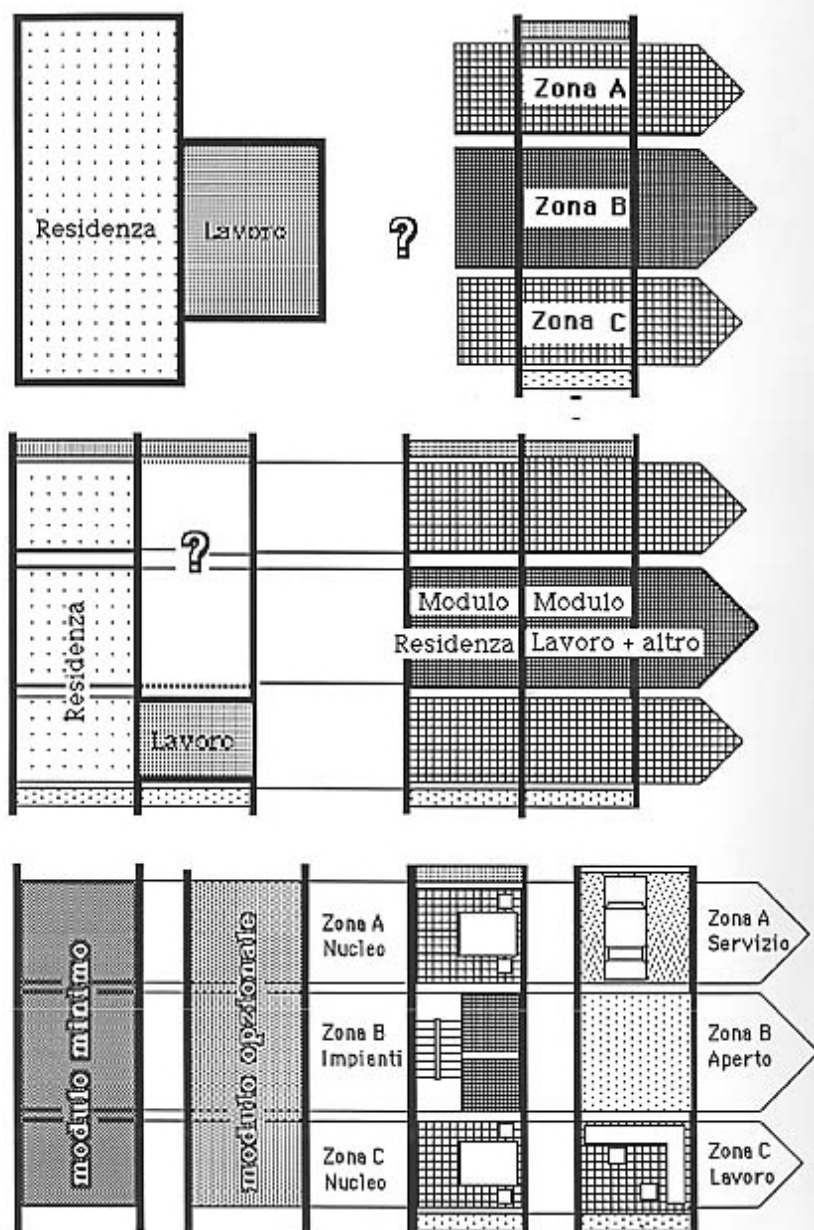 Residenza
Lavoro
?
Zona A
Zona B
Zona C
Residenza
?
Lavoro
Modulo
Modulo
Residenza
Lavoro + altro
modulo minimo
modulo opzionale
Zona A
Nucleo
Zona A
Servizio
Zona B
Impianti
Zona B
Aperto
Zona C
Nucleo
Zona C
Lavoro